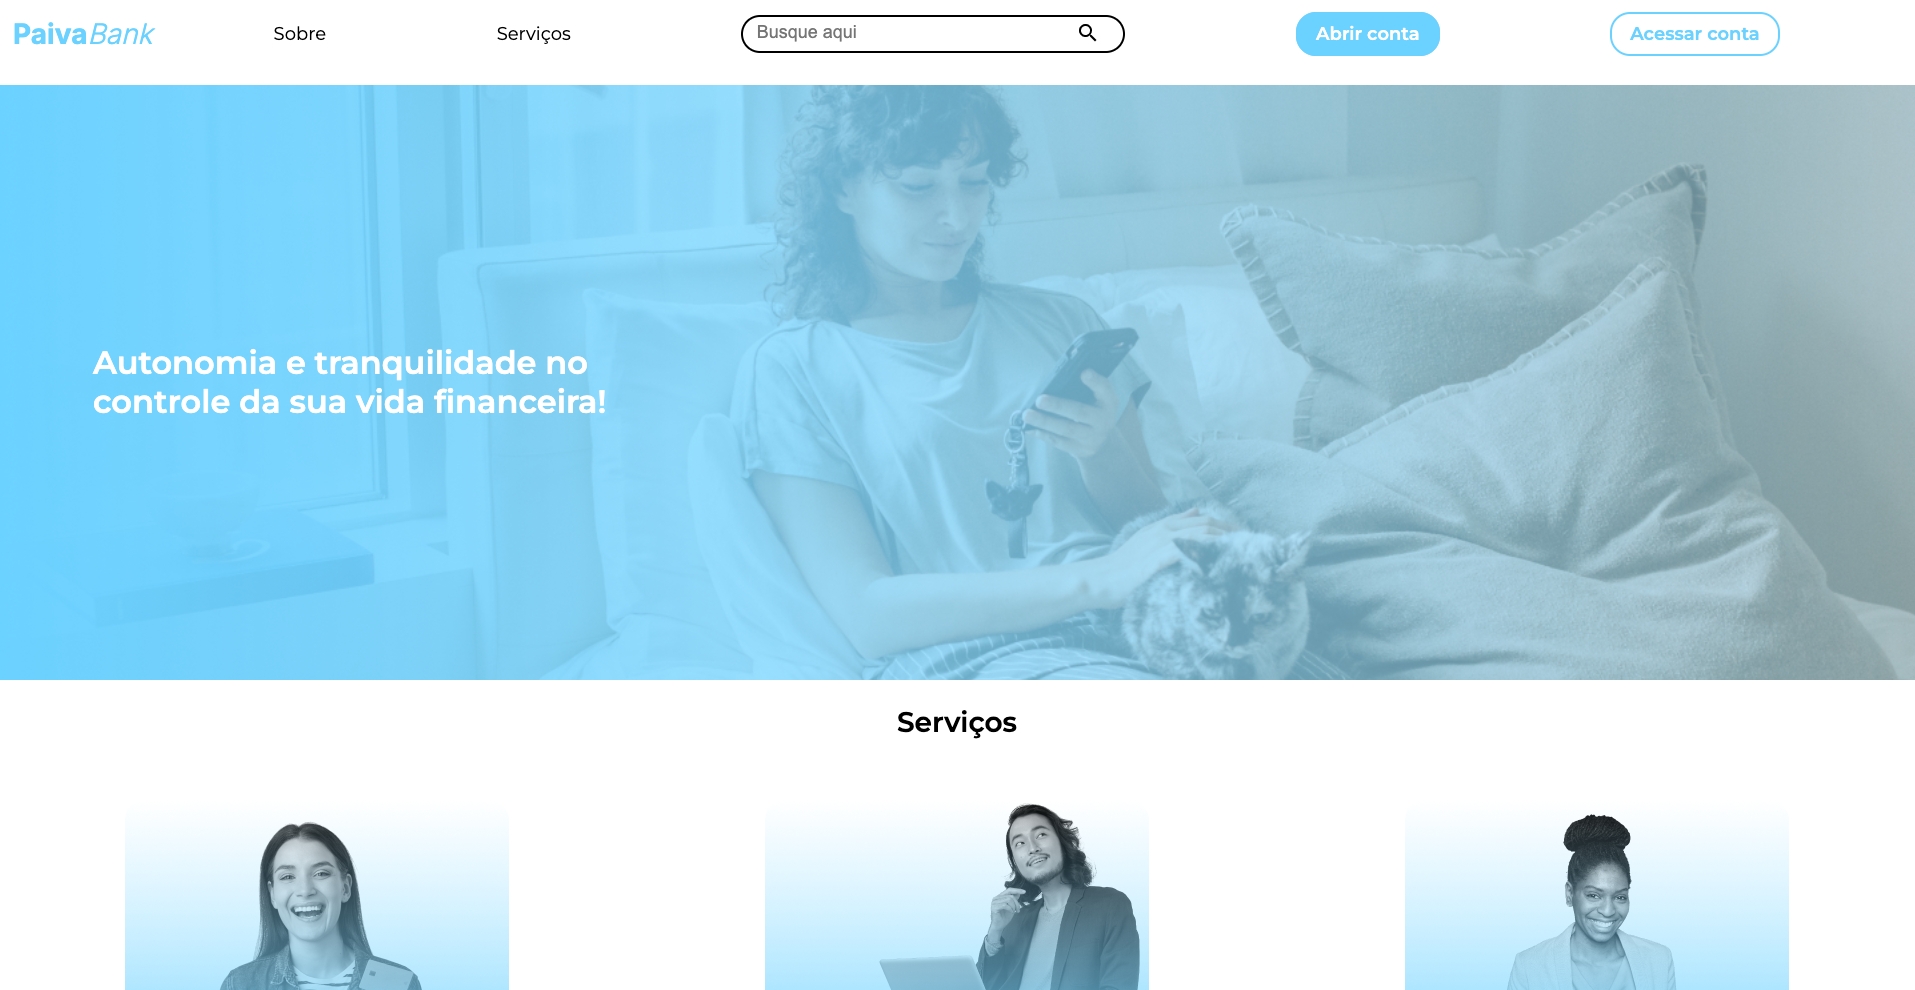 PaivaBank
Sobre
Serviços
Busque aqui
Abrir conta
Acessar conta
Autonomia e tranquilidade no
controle da sua vida financeira!
Serviços